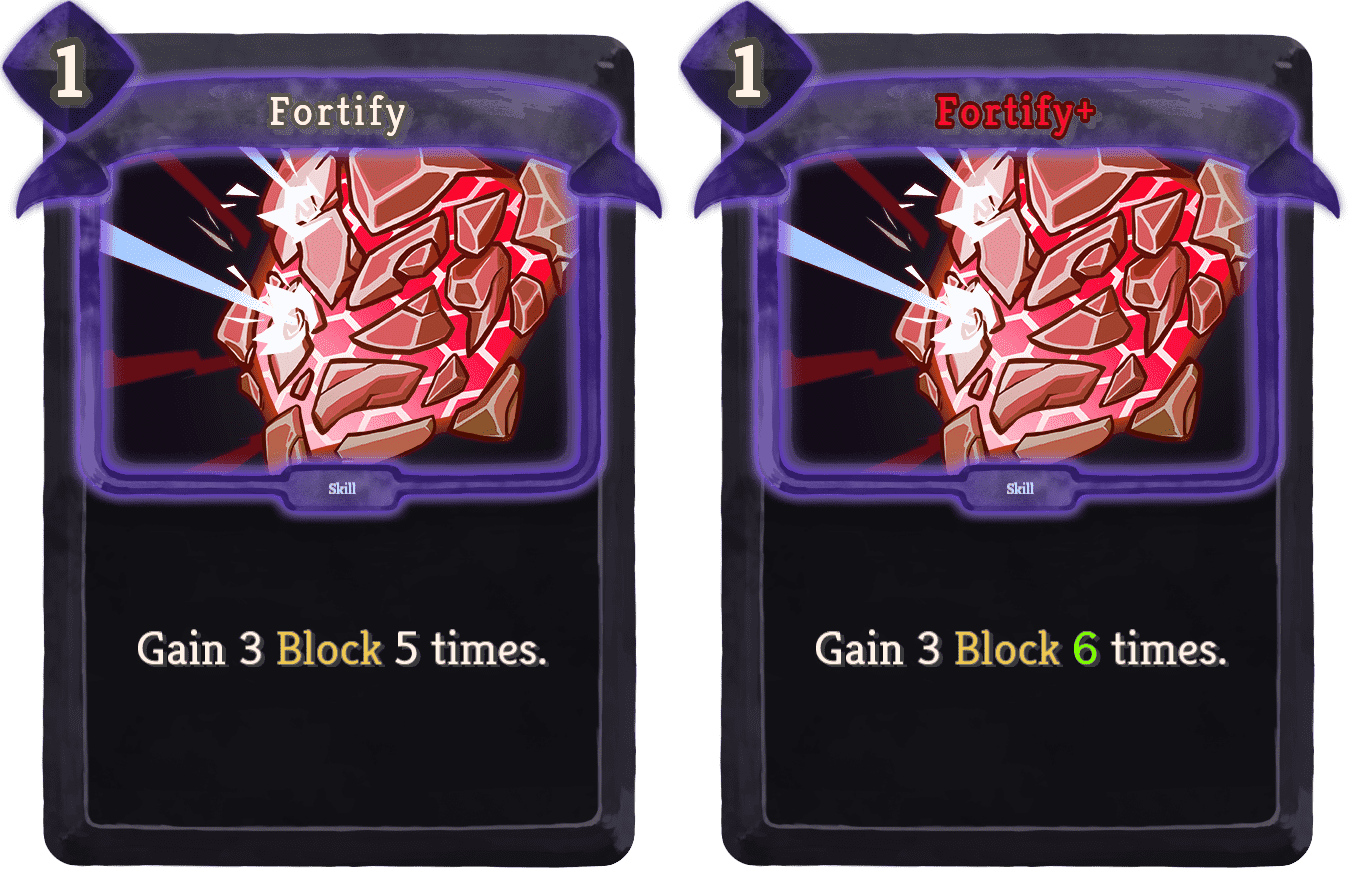 1
Fortify
Skill
Gain 3 Block 5 times.
1
Fortify+
Skill
Gain 3 Block 6 times.